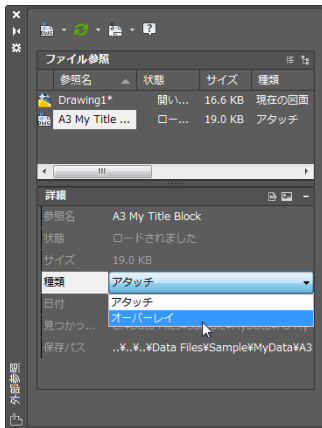 ファイル参照
参照名 状態 サイズ 種類
Drawing1* 開い... 16.6 KB 現在の図面
A3 My Title ... ロー... 19.0 KB アタッチ
詳細
参照名 A3 My Title Block
状態 ロードされました
サイズ 19.0 KB
種類 アタッチ
アタッチ
日付 オーバーレイ
見つかっ...
保存パス ..¥..¥..¥Data Files¥Sample¥MyData¥A3
外部参照